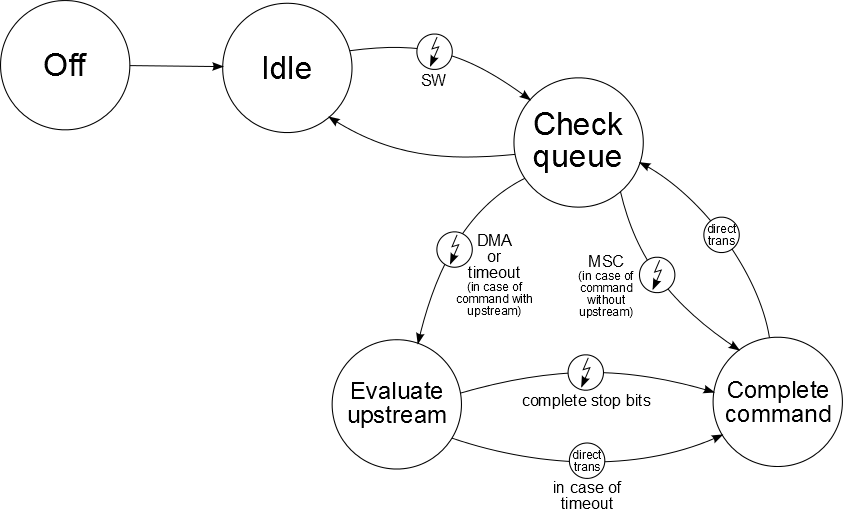 Off
Idle
SW
Check
queue
DMA
or
timeout
(in case of
command with
upstream)
MSC
(in case of
command
without
upstream)
direct
trans
Evaluate
upstream
complete stop bits
Complete
command
direct
trans
in case of
timeout